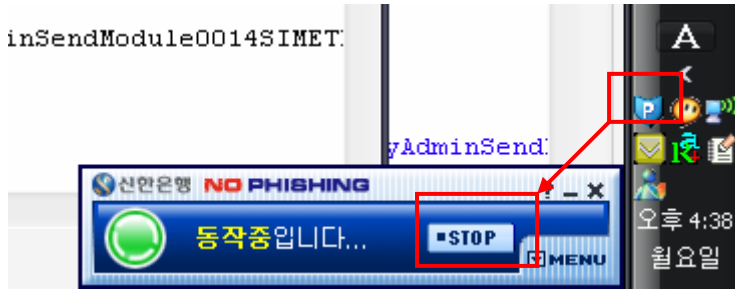 inSendModule0014SIMET
A
<
P
yAdminSend
신한은행 NO PHISHING
? – ×
동작중입니다...
■STOP
MENU
오후 4:38
월요일